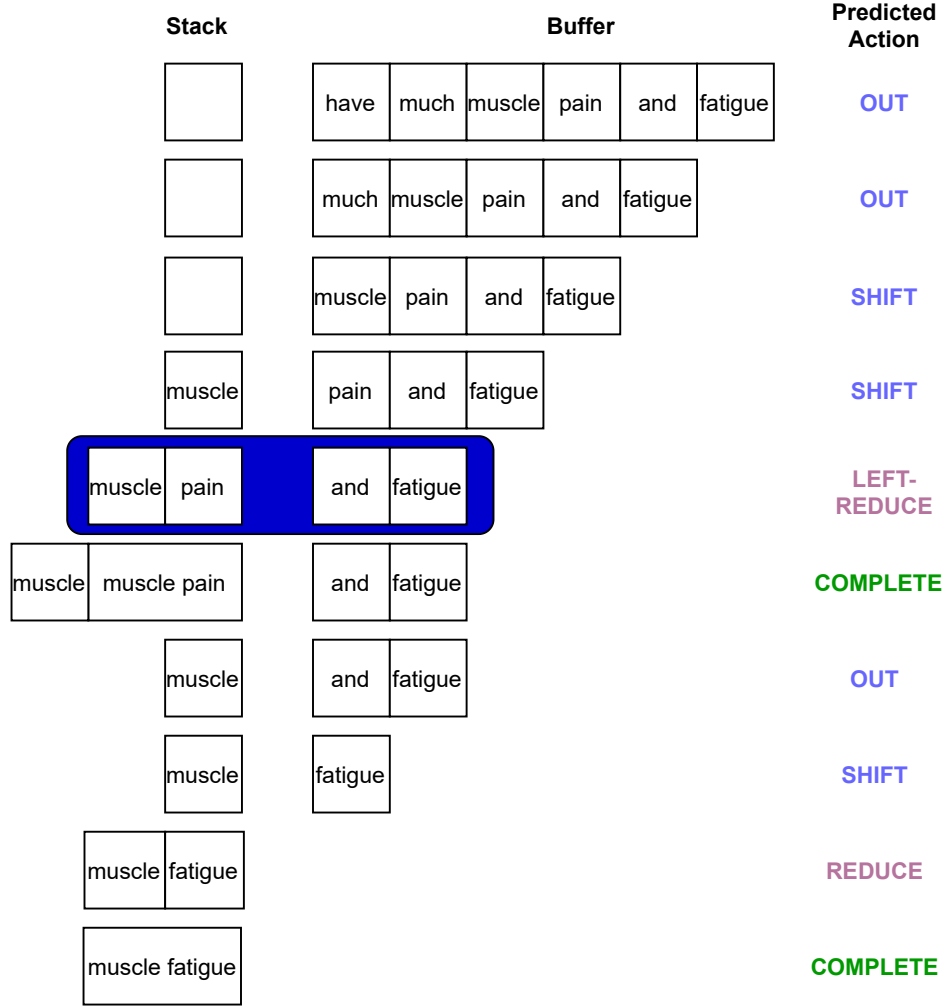 Stack Buffer Predicted
Action
have much muscle pain and fatigue OUT
much muscle pain and fatigue OUT
muscle pain and fatigue SHIFT
muscle pain and fatigue SHIFT
muscle pain and fatigue LEFT-
REDUCE
muscle muscle pain and fatigue COMPLETE
muscle and fatigue OUT
muscle fatigue SHIFT
muscle fatigue REDUCE
muscle fatigue COMPLETE